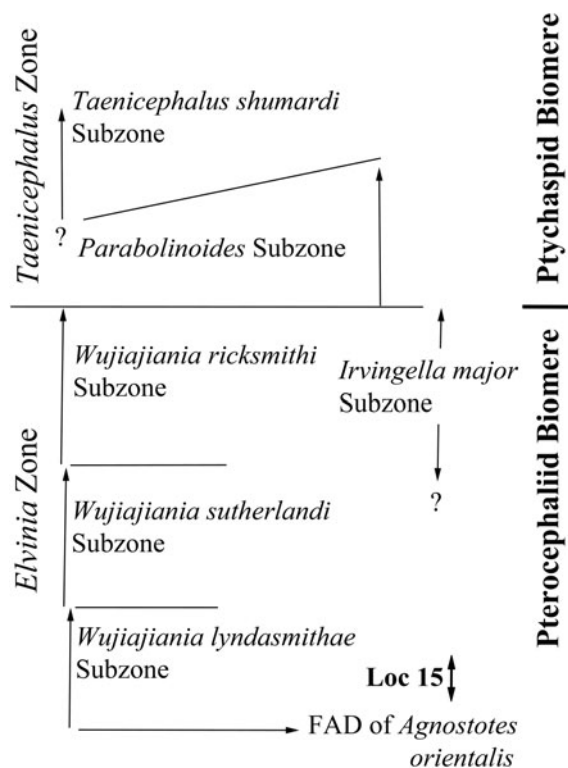 Taenicephalus Zone
Taenicephalus shumardi
Subzone
?
Parabolinoides Subzone
Ptychaspid Biomere
Elvinia Zone
Wujiajiania ricksmithi
Subzone
Irvingella major
Subzone
?
Wujiajiania sutherlandi
Subzone
Wujiajiania lyndasmithae
Subzone
Loc 15
FAD of Agnostotes
orientalis
Pterocephaliid Biomere